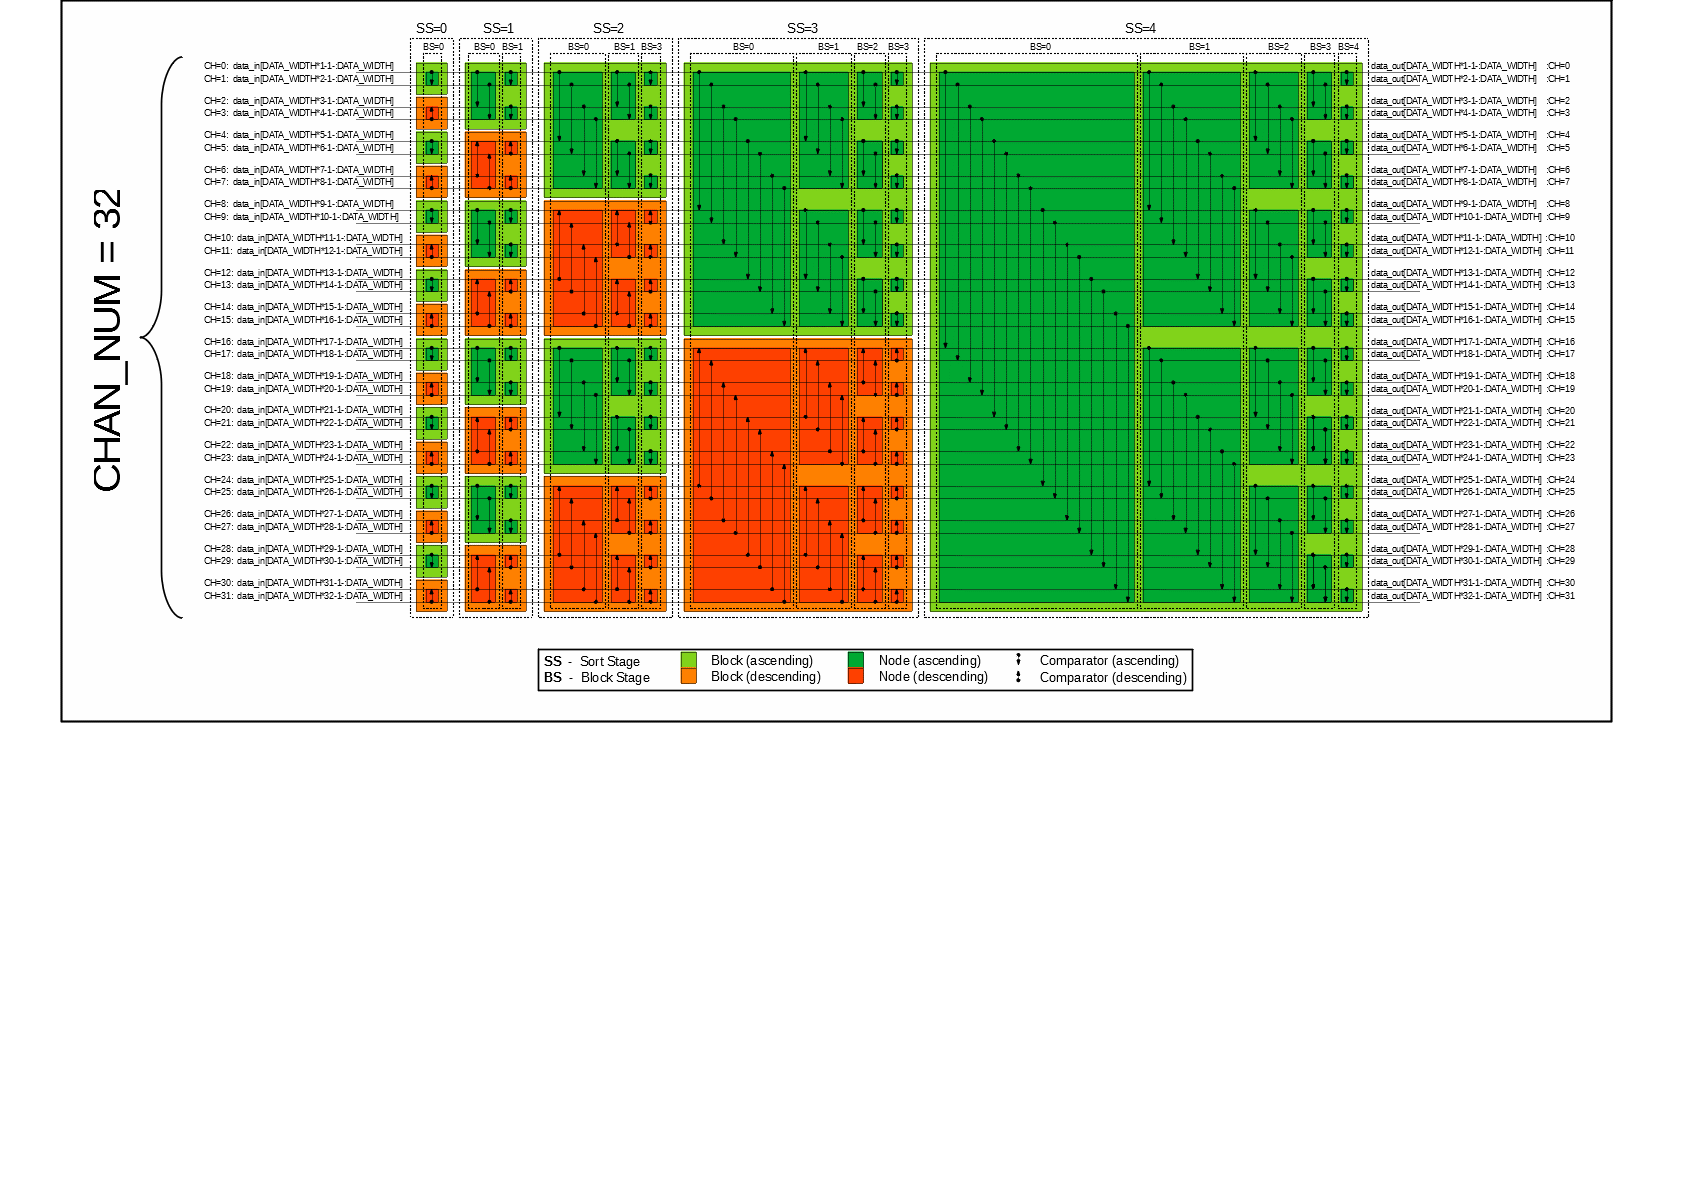 SS=0 SS=1 SS=2 SS=3 SS=4
BS=0 BS=0 BS=1 BS=0 BS=1 BS=3 BS=0 BS=1 BS=2 BS=3 BS=0 BS=1 BS=2 BS=3 BS=4
CHAN_NUM = 32
CH=0: data_in[DATA_WIDTH*1-1-:DATA_WIDTH] data_out[DATA_WIDTH*1-1-:DATA_WIDTH] :CH=0
CH=1: data_in[DATA_WIDTH*2-1-:DATA_WIDTH] data_out[DATA_WIDTH*2-1-:DATA_WIDTH] :CH=1
CH=2: data_in[DATA_WIDTH*3-1-:DATA_WIDTH] data_out[DATA_WIDTH*3-1-:DATA_WIDTH] :CH=2
CH=3: data_in[DATA_WIDTH*4-1-:DATA_WIDTH] data_out[DATA_WIDTH*4-1-:DATA_WIDTH] :CH=3
CH=4: data_in[DATA_WIDTH*5-1-:DATA_WIDTH] data_out[DATA_WIDTH*5-1-:DATA_WIDTH] :CH=4
CH=5: data_in[DATA_WIDTH*6-1-:DATA_WIDTH] data_out[DATA_WIDTH*6-1-:DATA_WIDTH] :CH=5
CH=6: data_in[DATA_WIDTH*7-1-:DATA_WIDTH] data_out[DATA_WIDTH*7-1-:DATA_WIDTH] :CH=6
CH=7: data_in[DATA_WIDTH*8-1-:DATA_WIDTH] data_out[DATA_WIDTH*8-1-:DATA_WIDTH] :CH=7
CH=8: data_in[DATA_WIDTH*9-1-:DATA_WIDTH] data_out[DATA_WIDTH*9-1-:DATA_WIDTH] :CH=8
CH=9: data_in[DATA_WIDTH*10-1-:DATA_WIDTH] data_out[DATA_WIDTH*10-1-:DATA_WIDTH] :CH=9
CH=10: data_in[DATA_WIDTH*11-1-:DATA_WIDTH] data_out[DATA_WIDTH*11-1-:DATA_WIDTH] :CH=10
CH=11: data_in[DATA_WIDTH*12-1-:DATA_WIDTH] data_out[DATA_WIDTH*12-1-:DATA_WIDTH] :CH=11
CH=12: data_in[DATA_WIDTH*13-1-:DATA_WIDTH] data_out[DATA_WIDTH*13-1-:DATA_WIDTH] :CH=12
CH=13: data_in[DATA_WIDTH*14-1-:DATA_WIDTH] data_out[DATA_WIDTH*14-1-:DATA_WIDTH] :CH=13
CH=14: data_in[DATA_WIDTH*15-1-:DATA_WIDTH] data_out[DATA_WIDTH*15-1-:DATA_WIDTH] :CH=14
CH=15: data_in[DATA_WIDTH*16-1-:DATA_WIDTH] data_out[DATA_WIDTH*16-1-:DATA_WIDTH] :CH=15
CH=16: data_in[DATA_WIDTH*17-1-:DATA_WIDTH] data_out[DATA_WIDTH*17-1-:DATA_WIDTH] :CH=16
CH=17: data_in[DATA_WIDTH*18-1-:DATA_WIDTH] data_out[DATA_WIDTH*18-1-:DATA_WIDTH] :CH=17
CH=18: data_in[DATA_WIDTH*19-1-:DATA_WIDTH] data_out[DATA_WIDTH*19-1-:DATA_WIDTH] :CH=18
CH=19: data_in[DATA_WIDTH*20-1-:DATA_WIDTH] data_out[DATA_WIDTH*20-1-:DATA_WIDTH] :CH=19
CH=20: data_in[DATA_WIDTH*21-1-:DATA_WIDTH] data_out[DATA_WIDTH*21-1-:DATA_WIDTH] :CH=20
CH=21: data_in[DATA_WIDTH*22-1-:DATA_WIDTH] data_out[DATA_WIDTH*22-1-:DATA_WIDTH] :CH=21
CH=22: data_in[DATA_WIDTH*23-1-:DATA_WIDTH] data_out[DATA_WIDTH*23-1-:DATA_WIDTH] :CH=22
CH=23: data_in[DATA_WIDTH*24-1-:DATA_WIDTH] data_out[DATA_WIDTH*24-1-:DATA_WIDTH] :CH=23
CH=24: data_in[DATA_WIDTH*25-1-:DATA_WIDTH] data_out[DATA_WIDTH*25-1-:DATA_WIDTH] :CH=24
CH=25: data_in[DATA_WIDTH*26-1-:DATA_WIDTH] data_out[DATA_WIDTH*26-1-:DATA_WIDTH] :CH=25
CH=26: data_in[DATA_WIDTH*27-1-:DATA_WIDTH] data_out[DATA_WIDTH*27-1-:DATA_WIDTH] :CH=26
CH=27: data_in[DATA_WIDTH*28-1-:DATA_WIDTH] data_out[DATA_WIDTH*28-1-:DATA_WIDTH] :CH=27
CH=28: data_in[DATA_WIDTH*29-1-:DATA_WIDTH] data_out[DATA_WIDTH*29-1-:DATA_WIDTH] :CH=28
CH=29: data_in[DATA_WIDTH*30-1-:DATA_WIDTH] data_out[DATA_WIDTH*30-1-:DATA_WIDTH] :CH=29
CH=30: data_in[DATA_WIDTH*31-1-:DATA_WIDTH] data_out[DATA_WIDTH*31-1-:DATA_WIDTH] :CH=30
CH=31: data_in[DATA_WIDTH*32-1-:DATA_WIDTH] data_out[DATA_WIDTH*32-1-:DATA_WIDTH] :CH=31
SS - Sort Stage Block (ascending) Node (ascending) Comparator (ascending)
BS - Block Stage Block (descending) Node (descending) Comparator (descending)